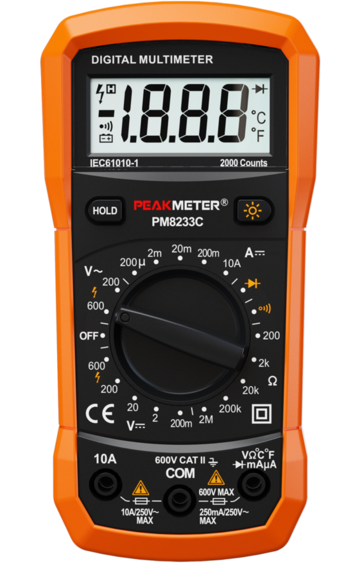 DIGITAL MULTIMETER
H
-1.8.8.8 °C
°F
IEC61010-1 2000 Counts
HOLD PEAKMETER®
PM8233C
V~ 200µ 2m 20m 200m A⎓
200 10A
600
OFF 200
600 2k
200 20k Ω
CE 20 2 200m 2M 200k
V⎓
10A 600V CAT II VΩ°C°F
COM mAµA
600V MAX
10A/250V~ 250mA/250V~
MAX MAX